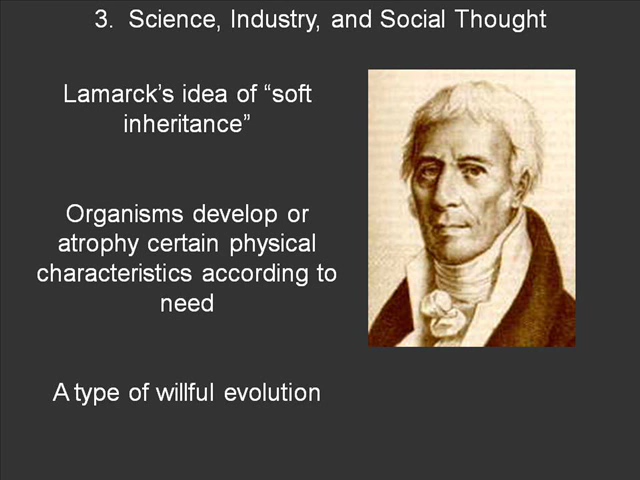 3. Science, Industry, and Social Thought
Lamarck’s idea of “soft
inheritance”
Organisms develop or
atrophy certain physical
characteristics according to
need
A type of willful evolution